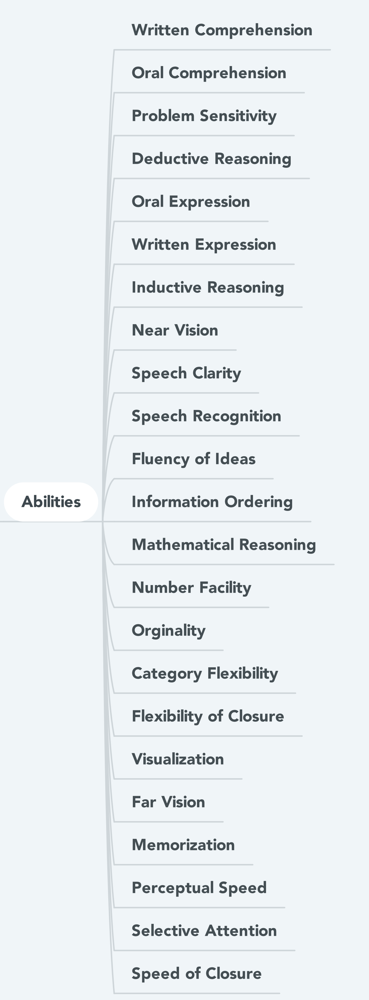 Written Comprehension
Oral Comprehension
Problem Sensitivity
Deductive Reasoning
Oral Expression
Written Expression
Inductive Reasoning
Near Vision
Speech Clarity
Speech Recognition
Fluency of Ideas
Abilities
Information Ordering
Mathematical Reasoning
Number Facility
Orginality
Category Flexibility
Flexibility of Closure
Visualization
Far Vision
Memorization
Perceptual Speed
Selective Attention
Speed of Closure